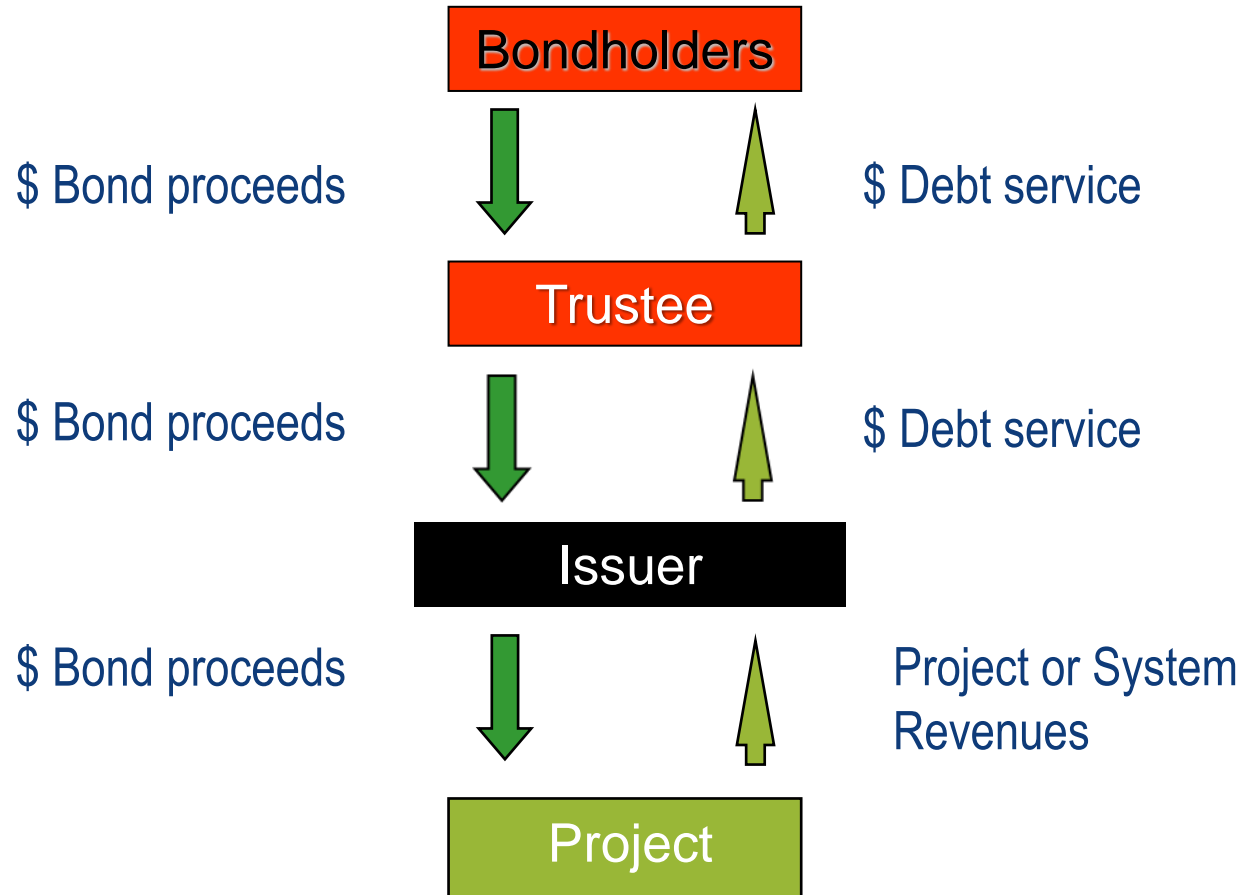 Bondholders
$ Bond proceeds
$ Debt service
Trustee
$ Bond proceeds
$ Debt service
Issuer
$ Bond proceeds
Project or System
Revenues
Project